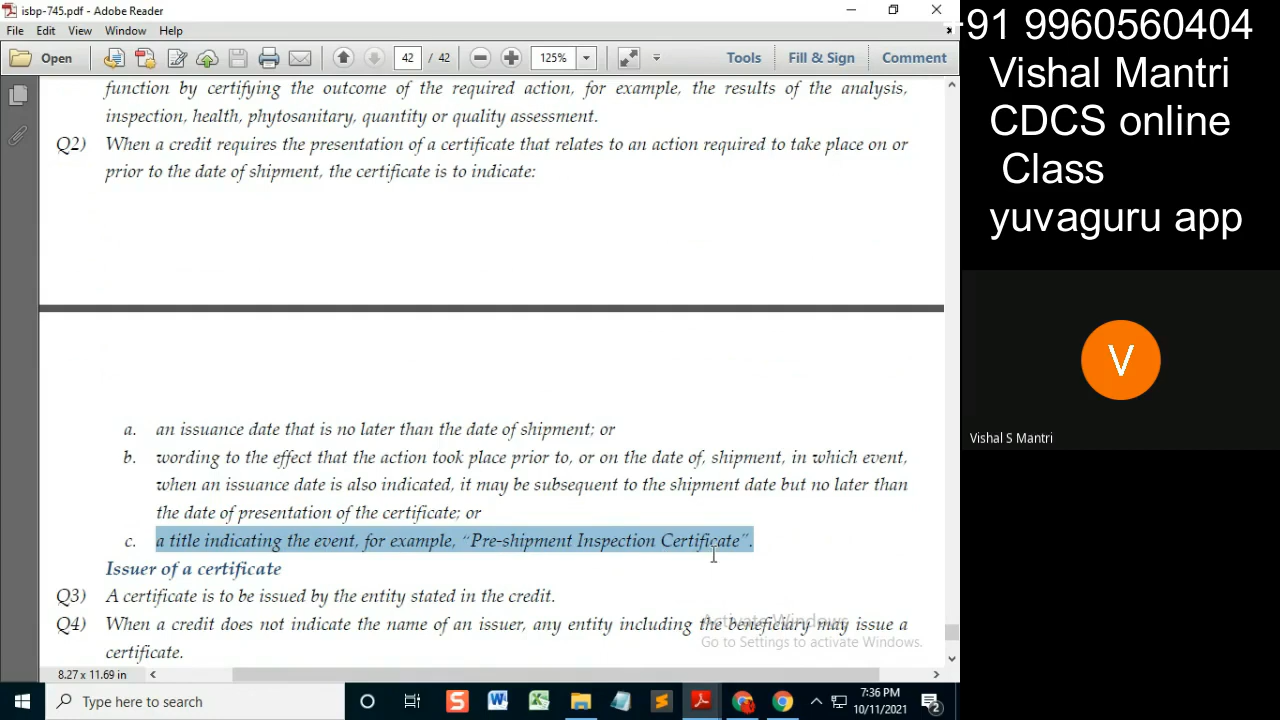 isbp-745.pdf - Adobe Reader
File Edit View Window Help
Open 42 / 42 125% Tools Fill & Sign Comment
function by certifying the outcome of the required action, for example, the results of the analysis,
inspection, health, phytosanitary, quantity or quality assessment.
Q2) When a credit requires the presentation of a certificate that relates to an action required to take place on or
prior to the date of shipment, the certificate is to indicate:
a. an issuance date that is no later than the date of shipment; or
b. wording to the effect that the action took place prior to, or on the date of, shipment, in which event,
when an issuance date is also indicated, it may be subsequent to the shipment date but no later than
the date of presentation of the certificate; or
c. a title indicating the event, for example, “Pre-shipment Inspection Certificate”.
Issuer of a certificate
Q3) A certificate is to be issued by the entity stated in the credit.
Q4) When a credit does not indicate the name of an issuer, any entity including the beneficiary may issue a
certificate.
Activate Windows
Go to Settings to activate Windows.
8.27 x 11.69 in
Type here to search
7:36 PM
10/11/2021
2
+91 9960560404
Vishal Mantri
CDCS online
Class
yuvaguru app
V
Vishal S Mantri